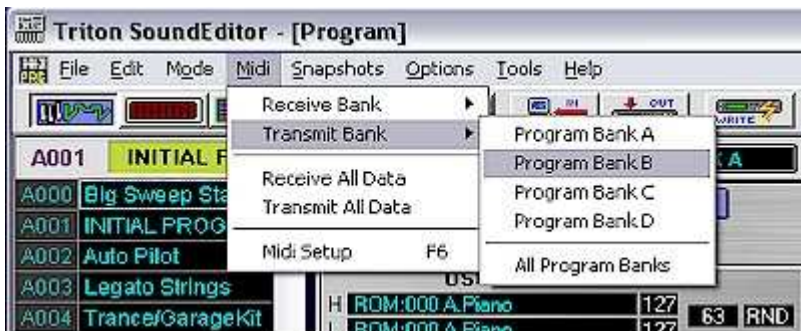 Triton SoundEditor - [Program]
File Edit Mode Midi Snapshots Options Tools Help
Receive Bank
Transmit Bank
Receive All Data
Transmit All Data
Midi Setup F6
Program Bank A
Program Bank B
Program Bank C
Program Bank D
All Program Banks
OUT
WRITE
A001 INITIAL
A
A000 Big Sweep
A001 INITIAL PROG
A002 Auto Pilot
A003 Legato Strings
A004 Trance/GarageKit
H ROM:000 A.Piano 127
63 RND
L ROM:000 A.Piano 127